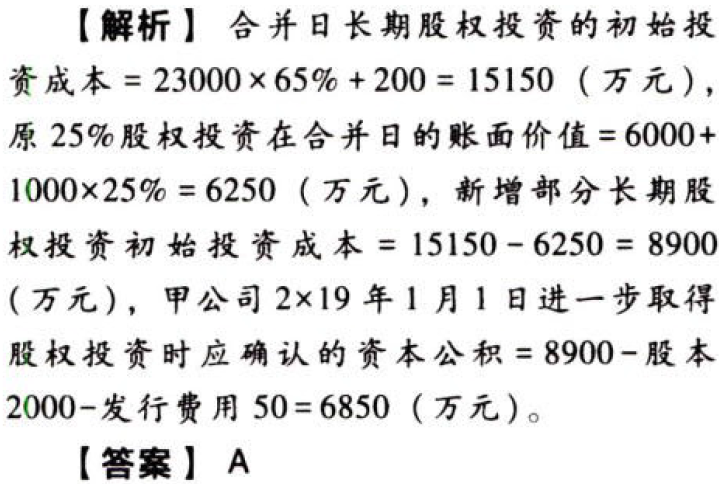 【解析】 合并日长期股权投资的初始投
资成本 = 23000×65% + 200 = 15150 (万元),
原 25%股权投资在合并日的账面价值 = 6000+
1000×25% = 6250 (万元), 新增部分长期股
权投资初始投资成本 = 15150 - 6250 = 8900
(万元), 甲公司 2×19 年 1 月 1 日进一步取得
股权投资时应确认的资本公积 = 8900-股本
2000-发行费用 50 = 6850 (万元)。
【答案】 A